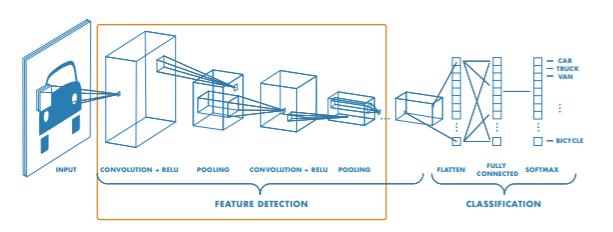 CAR
TRUCK
VAN
BICYCLE
INPUT
CONVOLUTION + RELU
POOLING
CONVOLUTION + RELU
POOLING
FLATTEN
FULLY
CONNECTED
SOFTMAX
FEATURE DETECTION
CLASSIFICATION